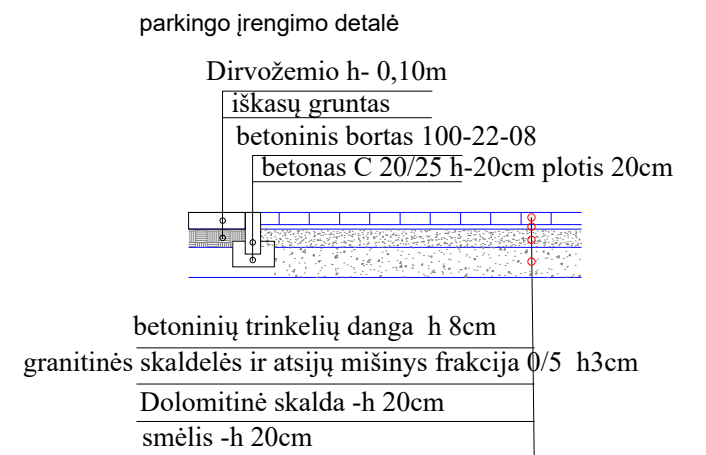 parkingo įrengimo detalė
Dirvožemio h- 0,10m
iškasų gruntas
betoninis bortas 100-22-08
betonas C 20/25 h-20cm plotis 20cm
betoninių trinkelių danga h 8cm
granitinės skaldelės ir atsijų mišinys frakcija 0/5 h3cm
Dolomitinė skalda -h 20cm
smėlis -h 20cm